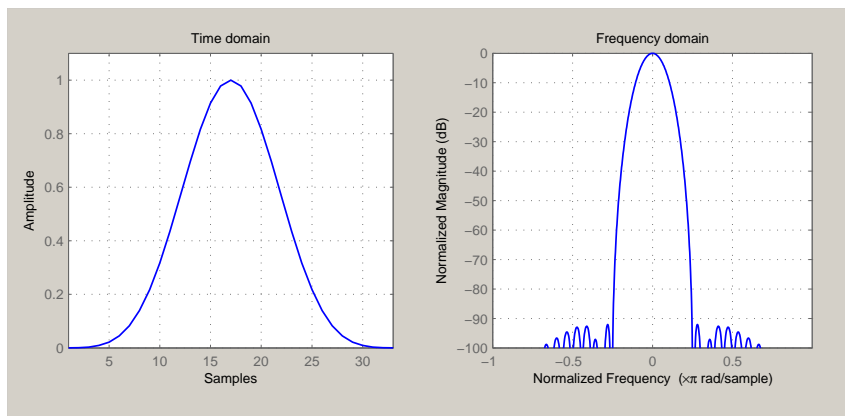 Time domain
Amplitude
1
0.8
0.6
0.4
0.2
0
5 10 15 20 25 30
Samples
Frequency domain
Normalized Magnitude (dB)
0
−10
−20
−30
−40
−50
−60
−70
−80
−90
−100
−1 −0.5 0 0.5
Normalized Frequency (×π rad/sample)